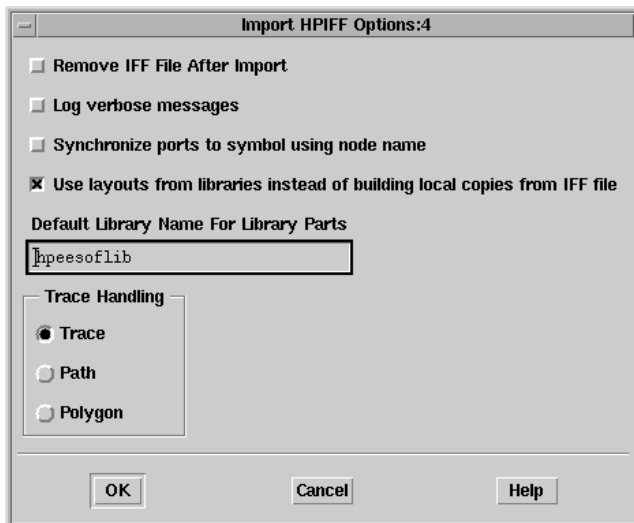 Import HPIFF Options:4
Remove IFF File After Import
Log verbose messages
Synchronize ports to symbol using node name
Use layouts from libraries instead of building local copies from IFF file
Default Library Name For Library Parts
hpeesoflib
Trace Handling
Trace
Path
Polygon
OK Cancel Help